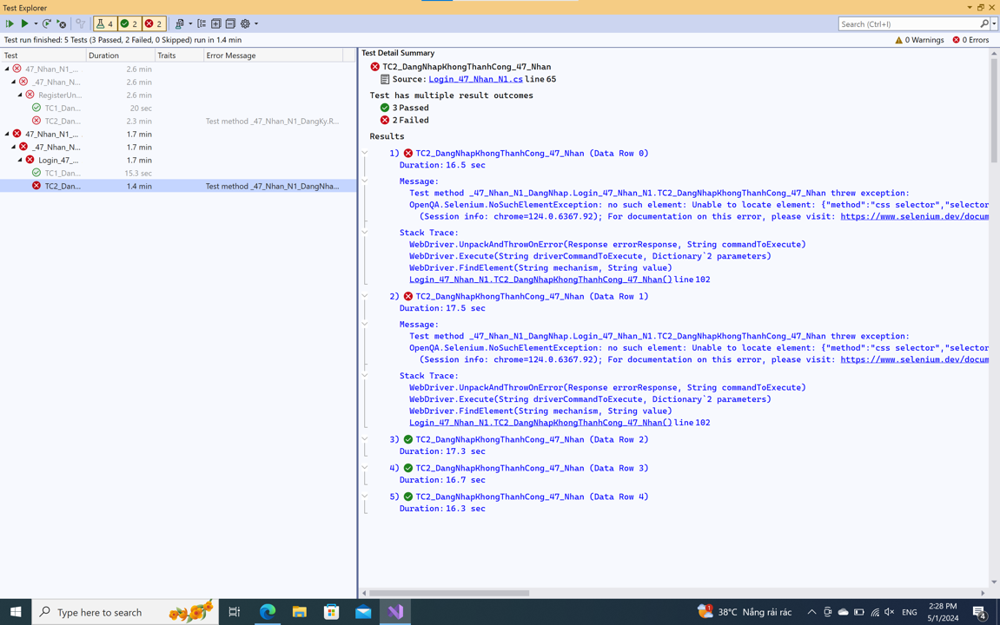 Test Explorer
4
2
2
Search (Ctrl+I)
Test run finished: 5 Tests (3 Passed, 2 Failed, 0 Skipped) run in 1.4 min
0 Warnings
0 Errors
Test Duration Traits Error Message
47_Nhan_N1_... 2.6 min
_47_Nhan_N... 2.6 min
RegisterUn... 2.6 min
TC1_Dan... 20 sec
TC2_Dan... 2.3 min Test method _47_Nhan_N1_DangKy.R...
47_Nhan_N1_... 1.7 min
_47_Nhan_N... 1.7 min
Login_47_... 1.7 min
TC1_Dan... 15.3 sec
TC2_Dan... 1.4 min Test method _47_Nhan_N1_DangNha...
Test Detail Summary
TC2_DangNhapKhongThanhCong_47_Nhan
Source: Login_47_Nhan_N1.cs line 65
Test has multiple result outcomes
3 Passed
2 Failed
Results
1) TC2_DangNhapKhongThanhCong_47_Nhan (Data Row 0)
Duration: 16.5 sec
Message:
Test method _47_Nhan_N1_DangNhap.Login_47_Nhan_N1.TC2_DangNhapKhongThanhCong_47_Nhan threw exception:
OpenQA.Selenium.NoSuchElementException: no such element: Unable to locate element: {"method":"css selector","selector
(Session info: chrome=124.0.6367.92); For documentation on this error, please visit: https://www.selenium.dev/docum
Stack Trace:
WebDriver.UnpackAndThrowOnError(Response errorResponse, String commandToExecute)
WebDriver.Execute(String driverCommandToExecute, Dictionary`2 parameters)
WebDriver.FindElement(String mechanism, String value)
Login_47_Nhan_N1.TC2_DangNhapKhongThanhCong_47_Nhan() line 102
2) TC2_DangNhapKhongThanhCong_47_Nhan (Data Row 1)
Duration: 17.5 sec
Message:
Test method _47_Nhan_N1_DangNhap.Login_47_Nhan_N1.TC2_DangNhapKhongThanhCong_47_Nhan threw exception:
OpenQA.Selenium.NoSuchElementException: no such element: Unable to locate element: {"method":"css selector","selector
(Session info: chrome=124.0.6367.92); For documentation on this error, please visit: https://www.selenium.dev/docum
Stack Trace:
WebDriver.UnpackAndThrowOnError(Response errorResponse, String commandToExecute)
WebDriver.Execute(String driverCommandToExecute, Dictionary`2 parameters)
WebDriver.FindElement(String mechanism, String value)
Login_47_Nhan_N1.TC2_DangNhapKhongThanhCong_47_Nhan() line 102
3) TC2_DangNhapKhongThanhCong_47_Nhan (Data Row 2)
Duration: 17.3 sec
4) TC2_DangNhapKhongThanhCong_47_Nhan (Data Row 3)
Duration: 16.7 sec
5) TC2_DangNhapKhongThanhCong_47_Nhan (Data Row 4)
Duration: 16.3 sec
Type here to search
1
38°C Nắng rải rác
ENG
2:28 PM
5/1/2024
4